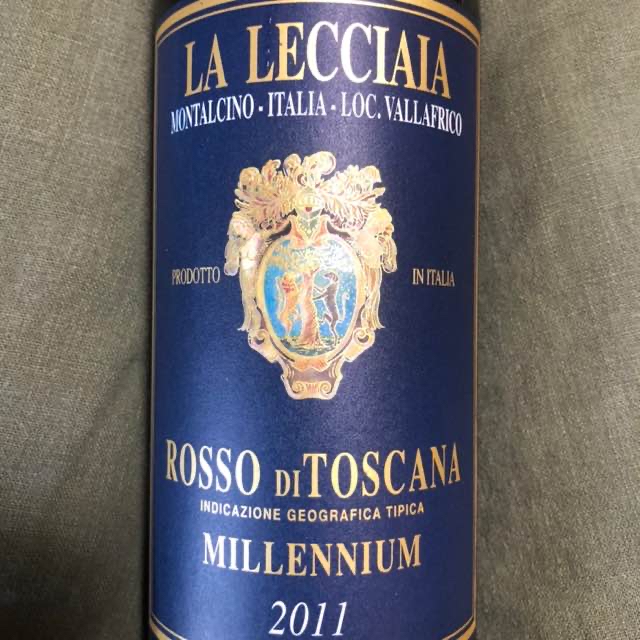 LA LECCIAIA
MONTALCINO - ITALIA - LOC. VALLAFRICO
PRODOTTO IN ITALIA
ROSSO DI TOSCANA
INDICAZIONE GEOGRAFICA TIPICA
MILLENNIUM
2011